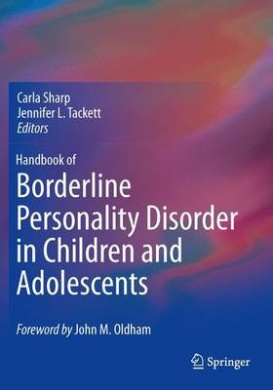 Carla Sharp
Jennifer L. Tackett
Editors
Handbook of
Borderline
Personality Disorder
in Children and
Adolescents
Foreword by John M. Oldham
Springer